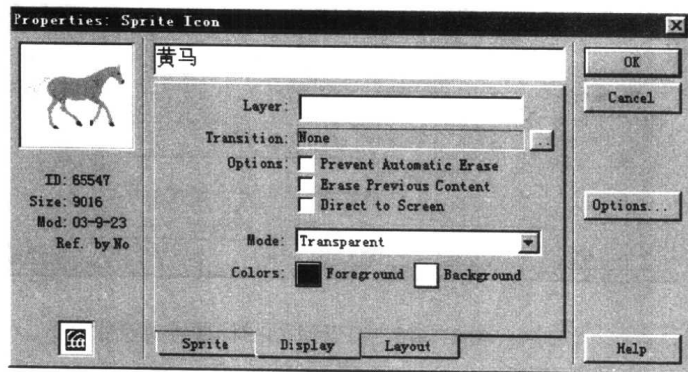 Properties: Sprite Icon
黄马
OK
Cancel
Layer:
Transition: None
..
Options: Prevent Automatic Erase
Erase Previous Content
Direct to Screen
ID: 65547
Size: 9016
Mod: 03-9-23
Ref. by No
Options...
Mode: Transparent
Colors: Foreground Background
Sprite Display Layout
Help